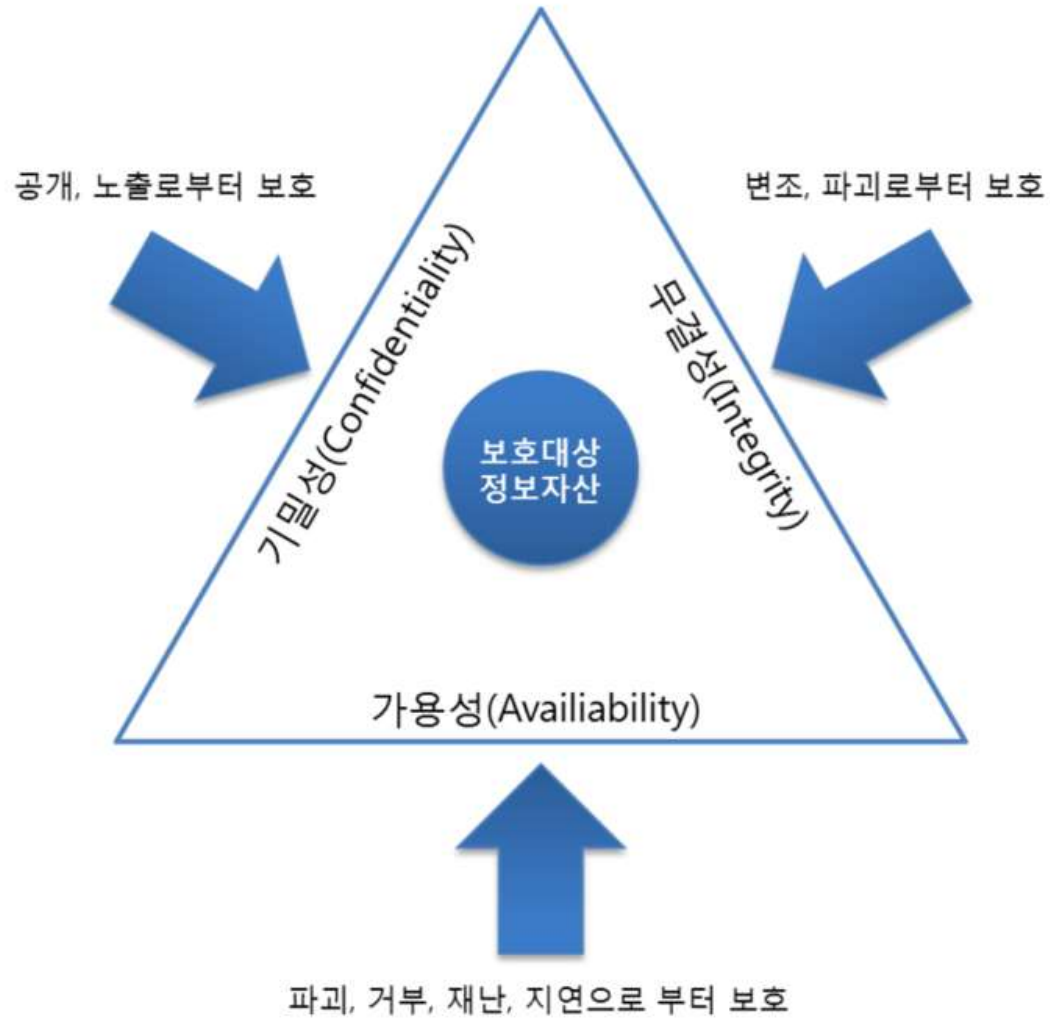 공개, 노출로부터 보호
변조, 파괴로부터 보호
기밀성(Confidentiality)
무결성(Integrity)
보호대상
정보자산
가용성(Availiability)
파괴, 거부, 재난, 지연으로 부터 보호